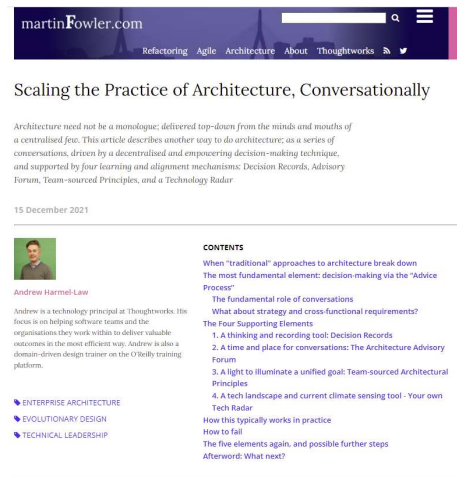 martinFowler.com
Refactoring Agile Architecture About Thoughtworks
Scaling the Practice of Architecture, Conversationally
Architecture need not be a monologue; delivered top-down from the minds and mouths of
a centralised few. This article describes another way to do architecture; as a series of
conversations, driven by a decentralised and empowering decision-making technique,
and supported by four learning and alignment mechanisms: Decision Records, Advisory
Forum, Team-sourced Principles, and a Technology Radar
15 December 2021
Andrew Harmel-Law
Andrew is a technology principal at Thoughtworks. His
focus is on helping software teams and the
organisations they work within to deliver valuable
outcomes in the most efficient way. Andrew is also a
domain-driven design trainer on the O'Reilly training
platform.
ENTERPRISE ARCHITECTURE
EVOLUTIONARY DESIGN
TECHNICAL LEADERSHIP
CONTENTS
When "traditional" approaches to architecture break down
The most fundamental element: decision-making via the "Advice
Process"
The fundamental role of conversations
What about strategy and cross-functional requirements?
The Four Supporting Elements
1. A thinking and recording tool: Decision Records
2. A time and place for conversations: The Architecture Advisory
Forum
3. A light to illuminate a unified goal: Team-sourced Architectural
Principles
4. A tech landscape and current climate sensing tool - Your own
Tech Radar
How this typically works in practice
How to fail
The five elements again, and possible further steps
Afterword: What next?